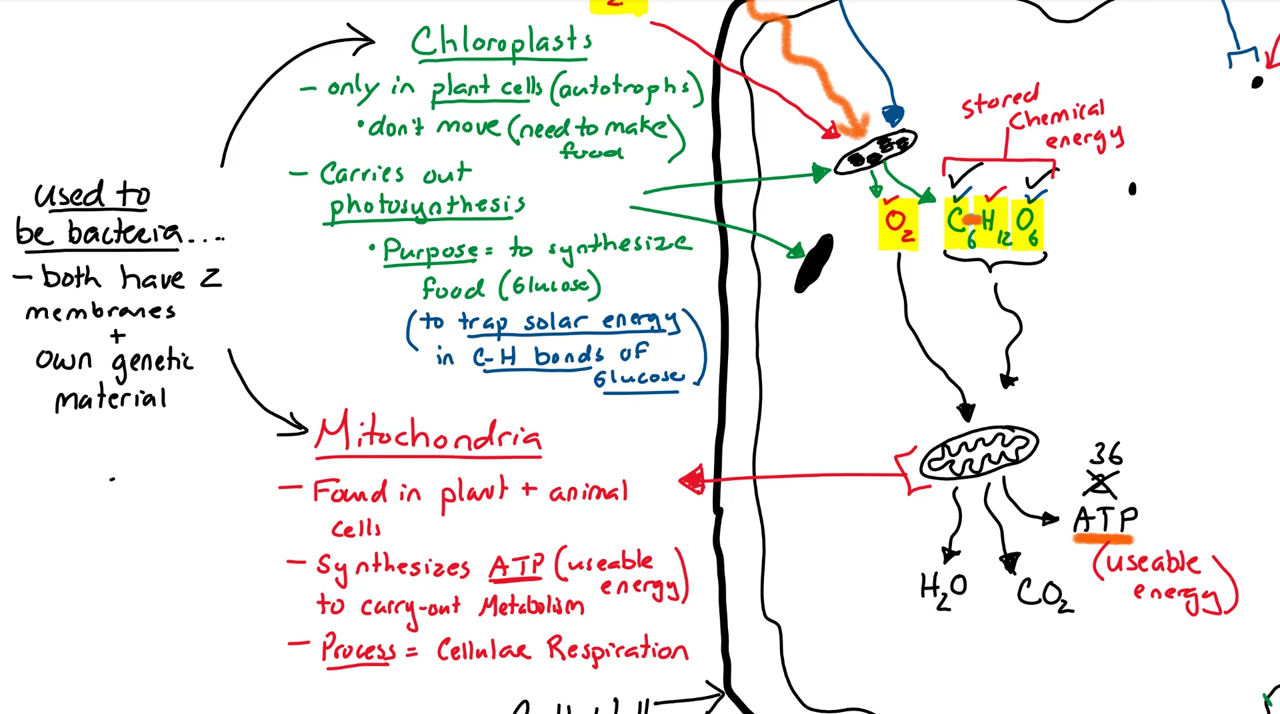 2
Chloroplasts
- only in plant cells (autotrophs)
• don't move (need to make food)
- Carries out
photosynthesis
• Purpose = to synthesize
food (Glucose)
(to trap solar energy
in C-H bonds of
Glucose)
used to
be bacteria....
- both have 2
membranes
+
own genetic
material
Mitochondria
- Found in plant + animal
cells
- Synthesizes ATP (useable
energy)
to carry-out Metabolism
- Process = Cellular Respiration
stored
Chemical
energy
O2
C6H12O6
36
ATP
(useable
energy)
H2O
CO2